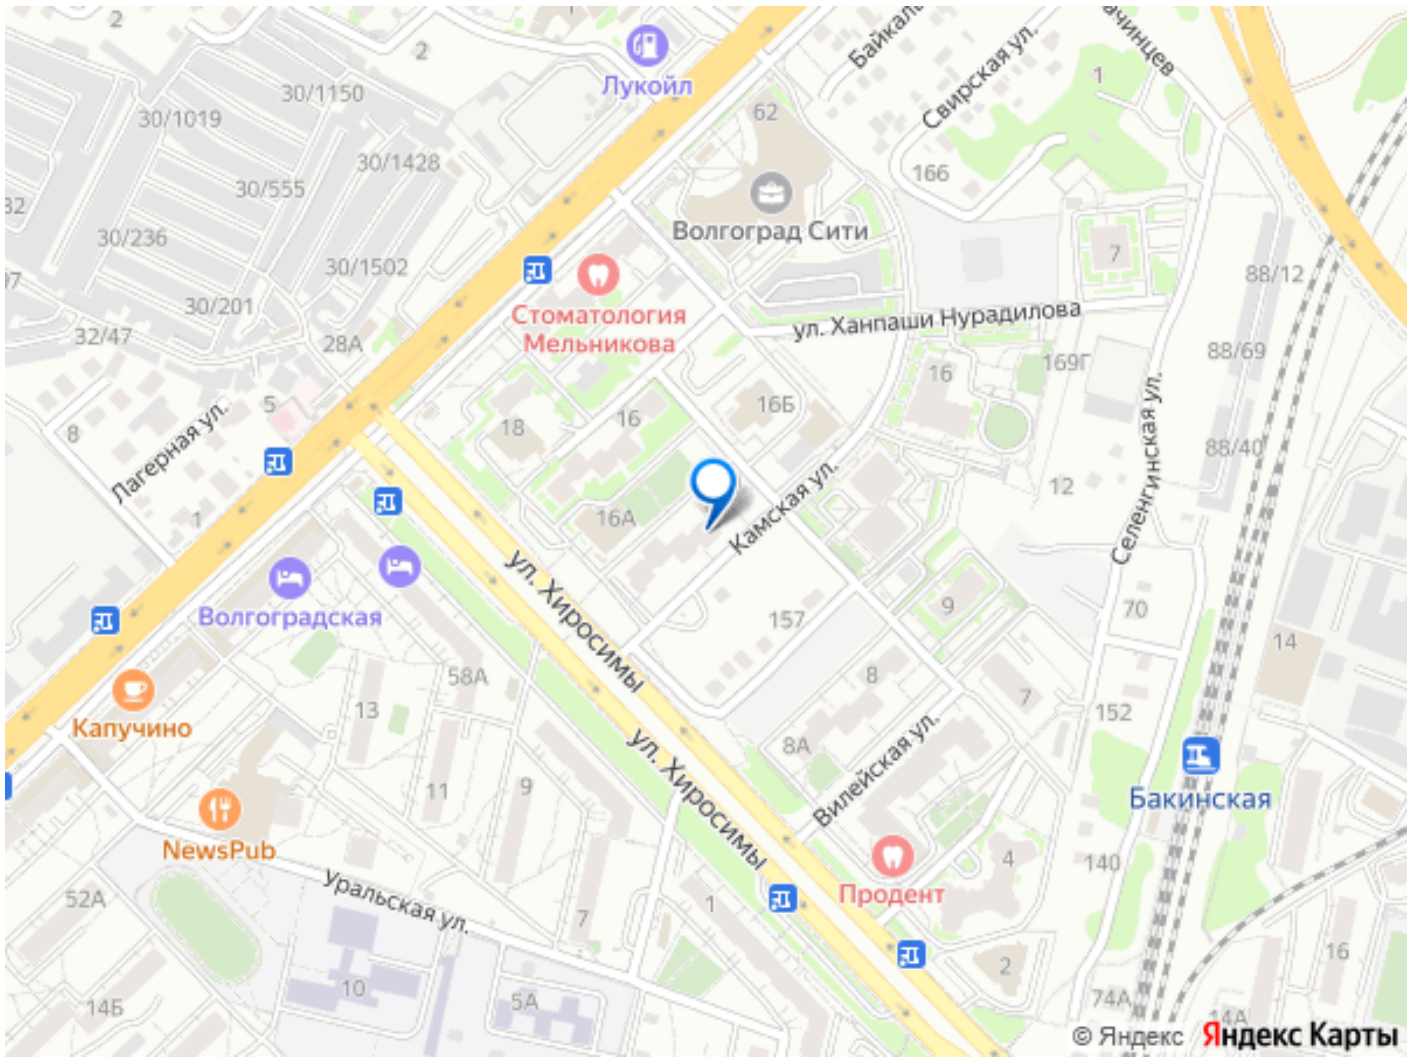 2
2
1
Лукойл
Байкала
Свирская ул.
ачинцев
1
30/1150
30/1019
62
30/1428
30/555
166
32
Волгоград Сити
30/236
7
30/1502
88/12
97
30/201
Стоматология
Мельникова
ул. Ханпаши Нурадилова
32/47
28А
88/69
169Г
16
5
16Б
16
18
8
Лагерная ул.
88/40
Селенгинская ул.
Камская ул.
12
1
16А
ул. Хиросимы
Волгоградская
157
9
70
14
58А
8
7
13
152
Капучино
8А
Вилейская ул.
ул. Хиросимы
11
9
Бакинская
NewsPub
4
140
Продент
Уральская ул.
52А
1
7
16
2
10
5А
14Б
74А
14А
© Яндекс Яндекс Карты